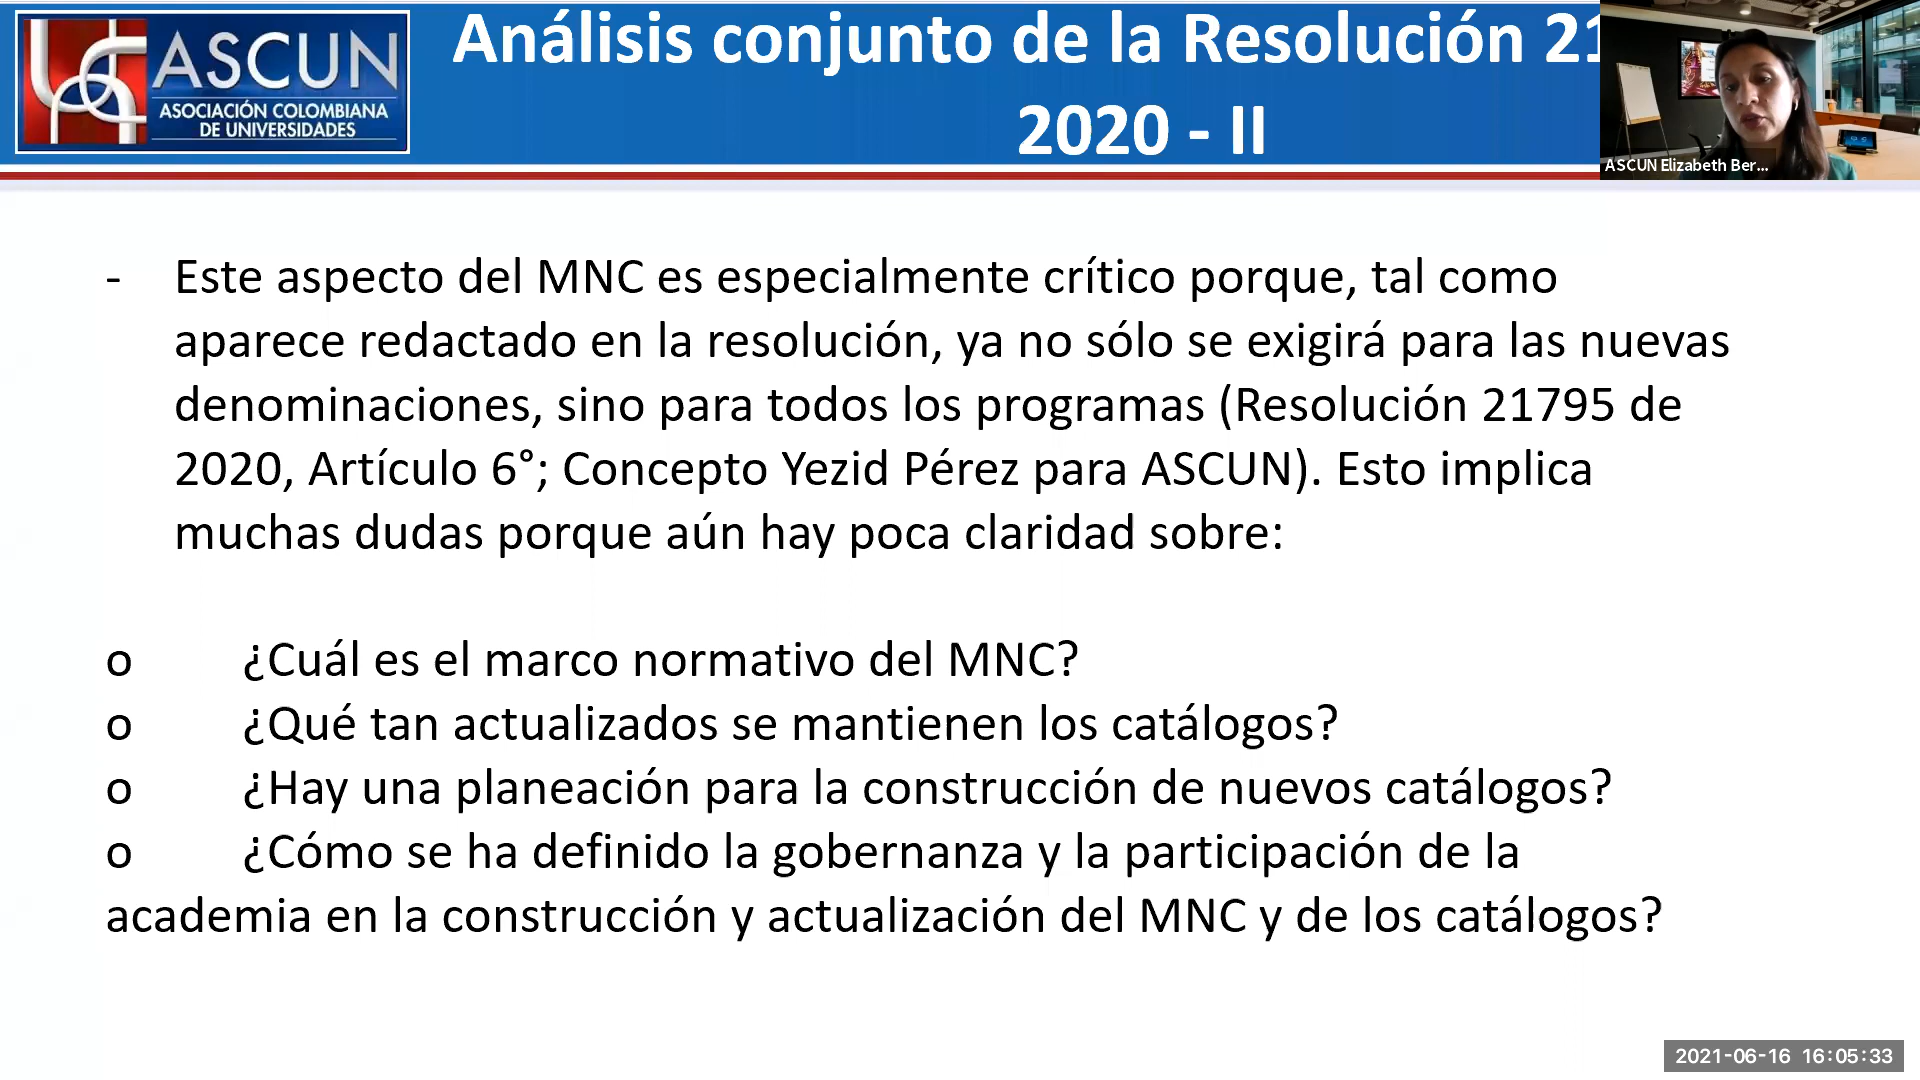 ASCUN
ASOCIACIÓN COLOMBIANA
DE UNIVERSIDADES
Análisis conjunto de la Resolución 21
2020 - II
ASCUN Elizabeth Ber...
- Este aspecto del MNC es especialmente crítico porque, tal como
aparece redactado en la resolución, ya no sólo se exigirá para las nuevas
denominaciones, sino para todos los programas (Resolución 21795 de
2020, Artículo 6°; Concepto Yezid Pérez para ASCUN). Esto implica
muchas dudas porque aún hay poca claridad sobre:
o ¿Cuál es el marco normativo del MNC?
o ¿Qué tan actualizados se mantienen los catálogos?
o ¿Hay una planeación para la construcción de nuevos catálogos?
o ¿Cómo se ha definido la gobernanza y la participación de la
academia en la construcción y actualización del MNC y de los catálogos?
2021-06-16 16:05:33